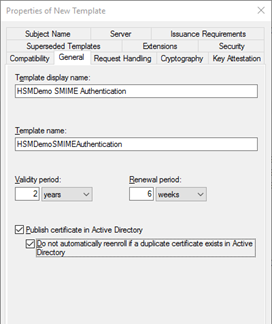 Properties of New Template
Subject Name Server Issuance Requirements
Superseded Templates Extensions Security
Compatibility General Request Handling Cryptography Key Attestation
Template display name:
HSMDemo SMIME Authentication
Template name:
HSMDemoSMIMEAuthentication
Validity period: Renewal period:
2 years 6 weeks
Publish certificate in Active Directory
Do not automatically reenroll if a duplicate certificate exists in Active
Directory